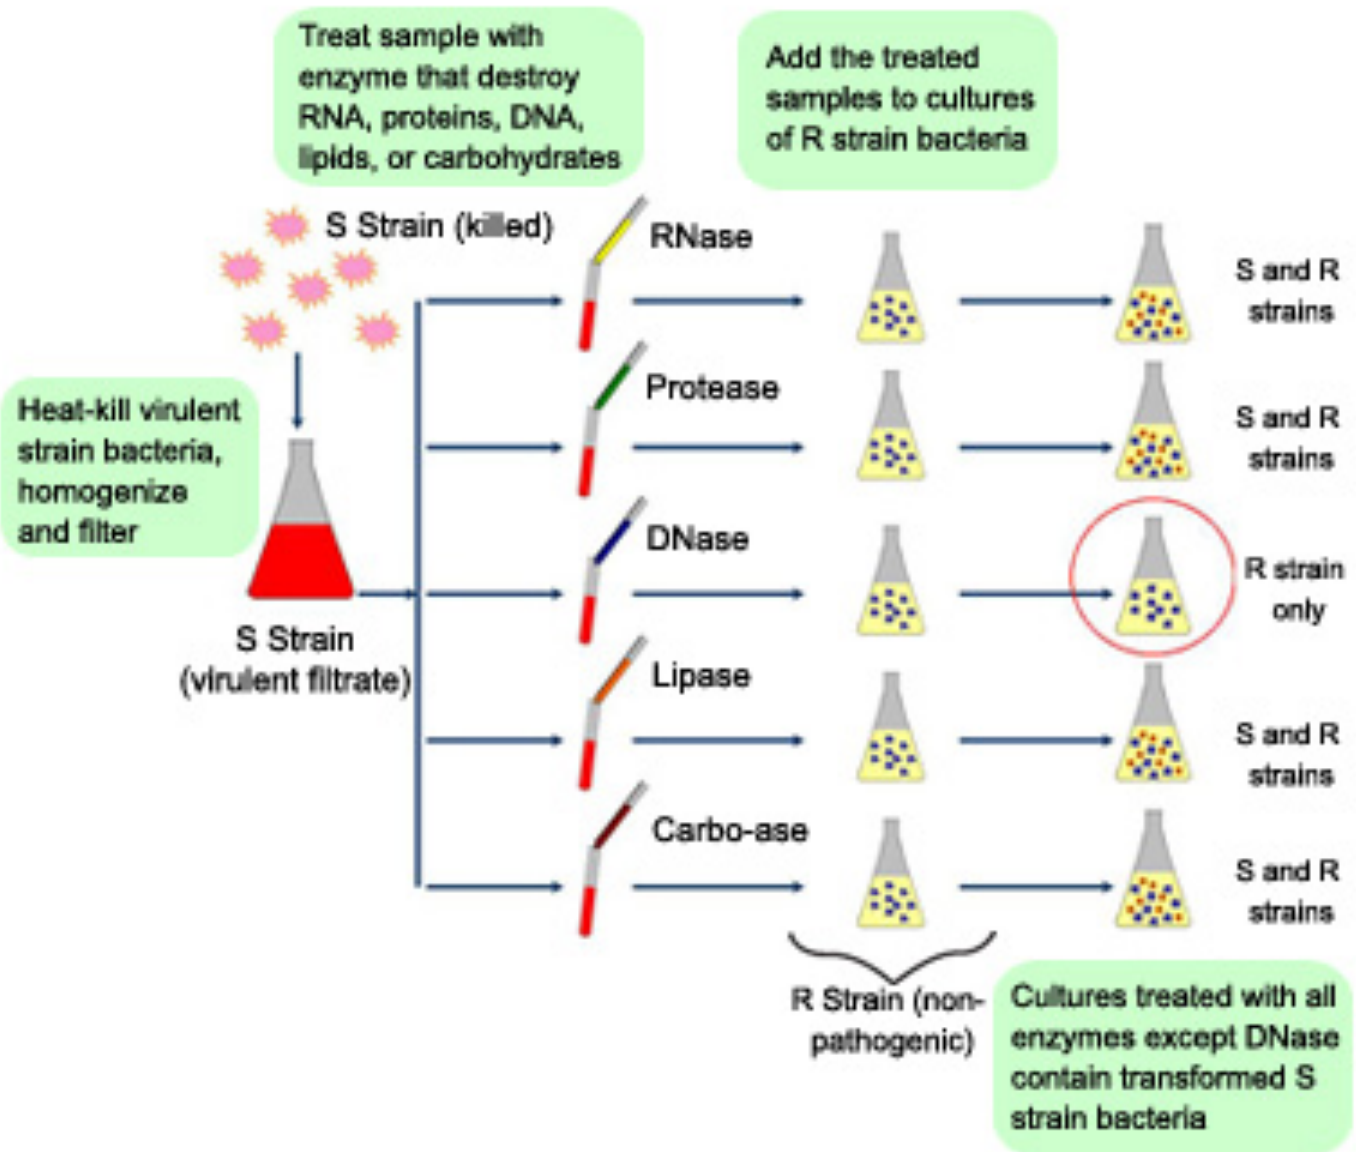 Treat sample with
enzyme that destroy
RNA, proteins, DNA,
lipids, or carbohydrates
Add the treated
samples to cultures
of R strain bacteria
S Strain (killed)
Heat-kill virulent
strain bacteria,
homogenize
and filter
S Strain
(virulent filtrate)
RNase
S and R
strains
Protease
S and R
strains
DNase
R strain
only
Lipase
S and R
strains
Carbo-ase
S and R
strains
R Strain (non-
pathogenic)
Cultures treated with all
enzymes except DNase
contain transformed S
strain bacteria